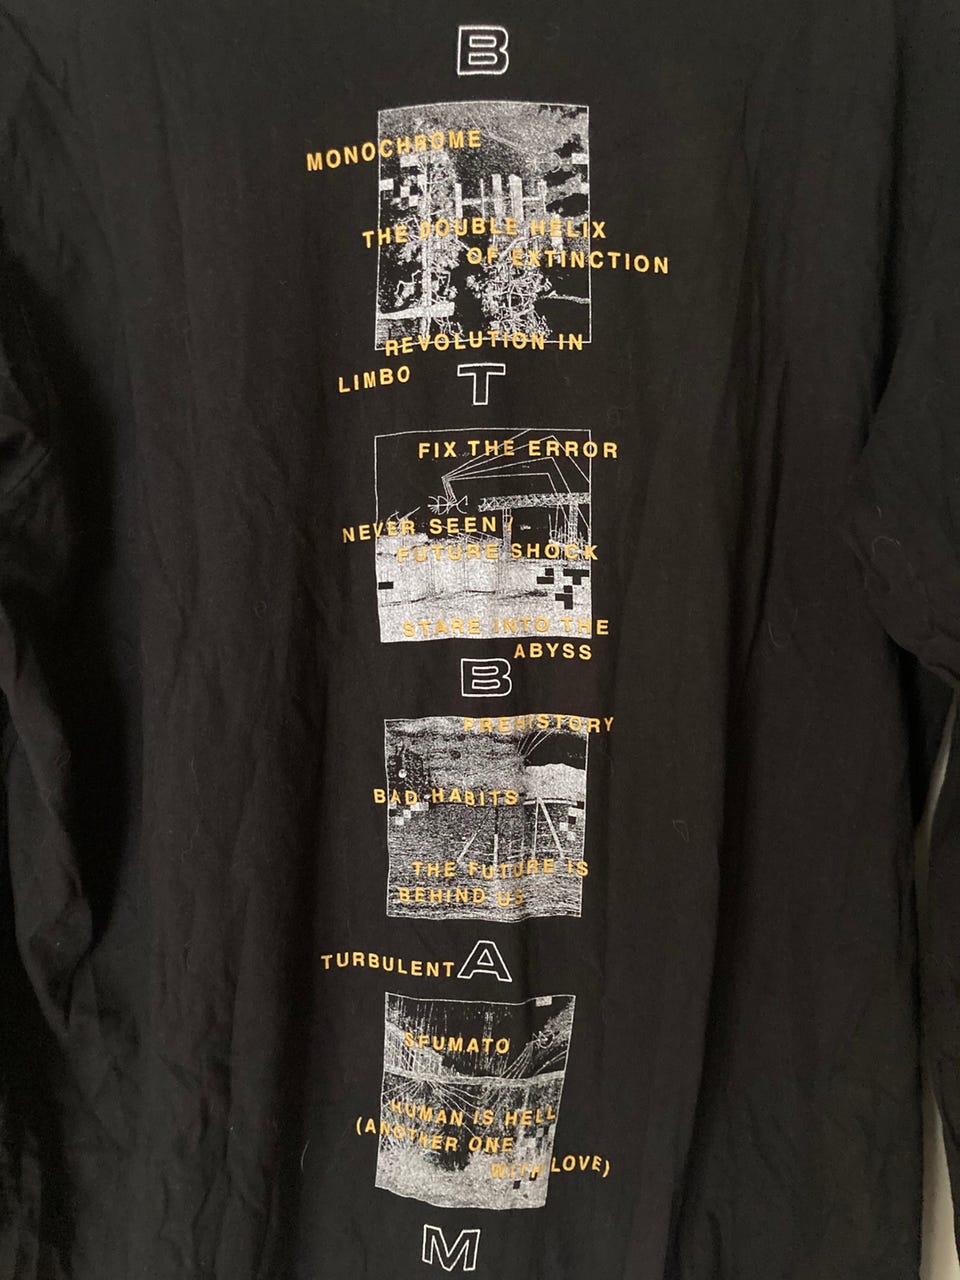 B
MONOCHROME
THE DOUBLE HELIX
OF EXTINCTION
REVOLUTION IN
LIMBO
T
FIX THE ERROR
NEVER SEEN /
FUTURE SHOCK
STARE INTO THE
ABYSS
B
PREHISTORY
BAD HABITS
THE FUTURE IS
BEHIND US
TURBULENT
A
SFUMATO
HUMAN IS HELL
(ANOTHER ONE
WITH LOVE)
M